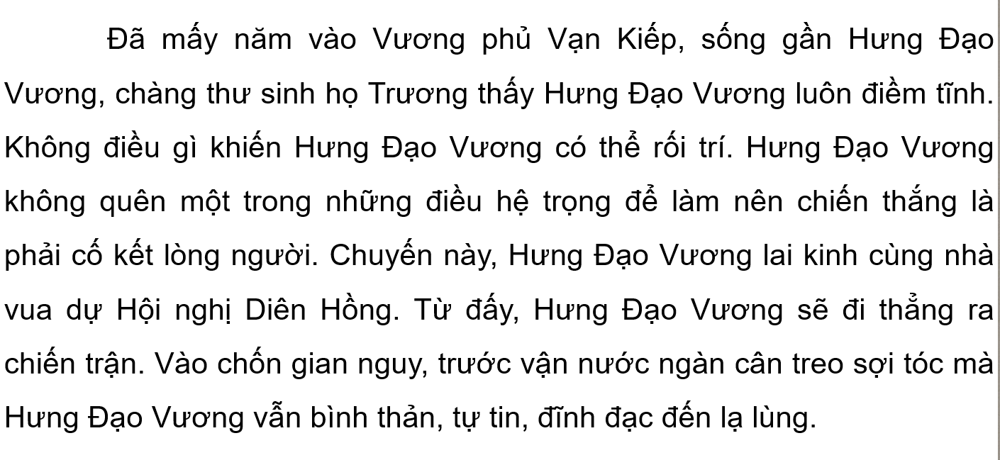 Đã mấy năm vào Vương phủ Vạn Kiếp, sống gần Hưng Đạo
Vương, chàng thư sinh họ Trương thấy Hưng Đạo Vương luôn điềm tĩnh.
Không điều gì khiến Hưng Đạo Vương có thể rối trí. Hưng Đạo Vương
không quên một trong những điều hệ trọng để làm nên chiến thắng là
phải cố kết lòng người. Chuyến này, Hưng Đạo Vương lai kinh cùng nhà
vua dự Hội nghị Diên Hồng. Từ đấy, Hưng Đạo Vương sẽ đi thẳng ra
chiến trận. Vào chốn gian nguy, trước vận nước ngàn cân treo sợi tóc mà
Hưng Đạo Vương vẫn bình thản, tự tin, đĩnh đạc đến lạ lùng.